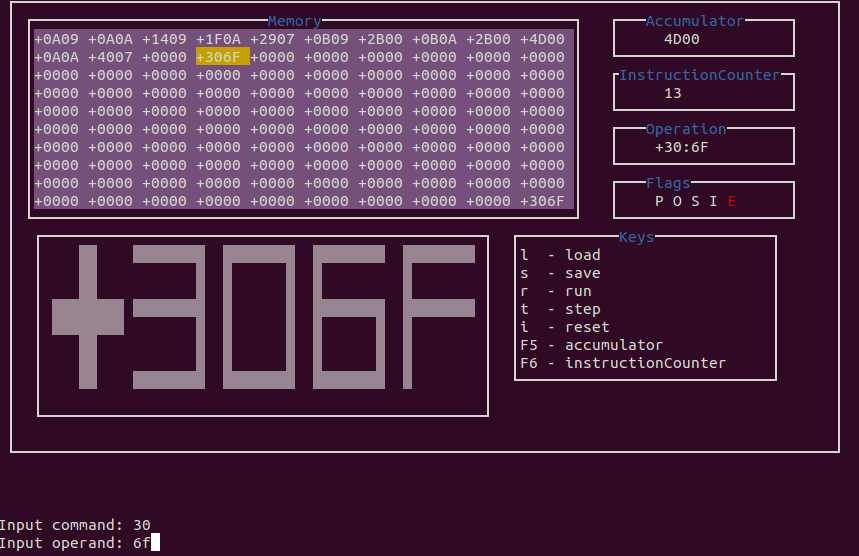 Memory
+0A09 +0A0A +1409 +1F0A +2907 +0B09 +2B00 +0B0A +2B00 +4D00
+0A0A +4007 +0000 +306F +0000 +0000 +0000 +0000 +0000 +0000
+0000 +0000 +0000 +0000 +0000 +0000 +0000 +0000 +0000 +0000
+0000 +0000 +0000 +0000 +0000 +0000 +0000 +0000 +0000 +0000
+0000 +0000 +0000 +0000 +0000 +0000 +0000 +0000 +0000 +0000
+0000 +0000 +0000 +0000 +0000 +0000 +0000 +0000 +0000 +0000
+0000 +0000 +0000 +0000 +0000 +0000 +0000 +0000 +0000 +0000
+0000 +0000 +0000 +0000 +0000 +0000 +0000 +0000 +0000 +0000
+0000 +0000 +0000 +0000 +0000 +0000 +0000 +0000 +0000 +0000
+0000 +0000 +0000 +0000 +0000 +0000 +0000 +0000 +0000 +306F
Accumulator
4D00
InstructionCounter
13
Operation
+30:6F
Flags
P O S I E
+306F
Keys
l - load
s - save
r - run
t - step
i - reset
F5 - accumulator
F6 - instructionCounter
Input command: 30
Input operand: 6f